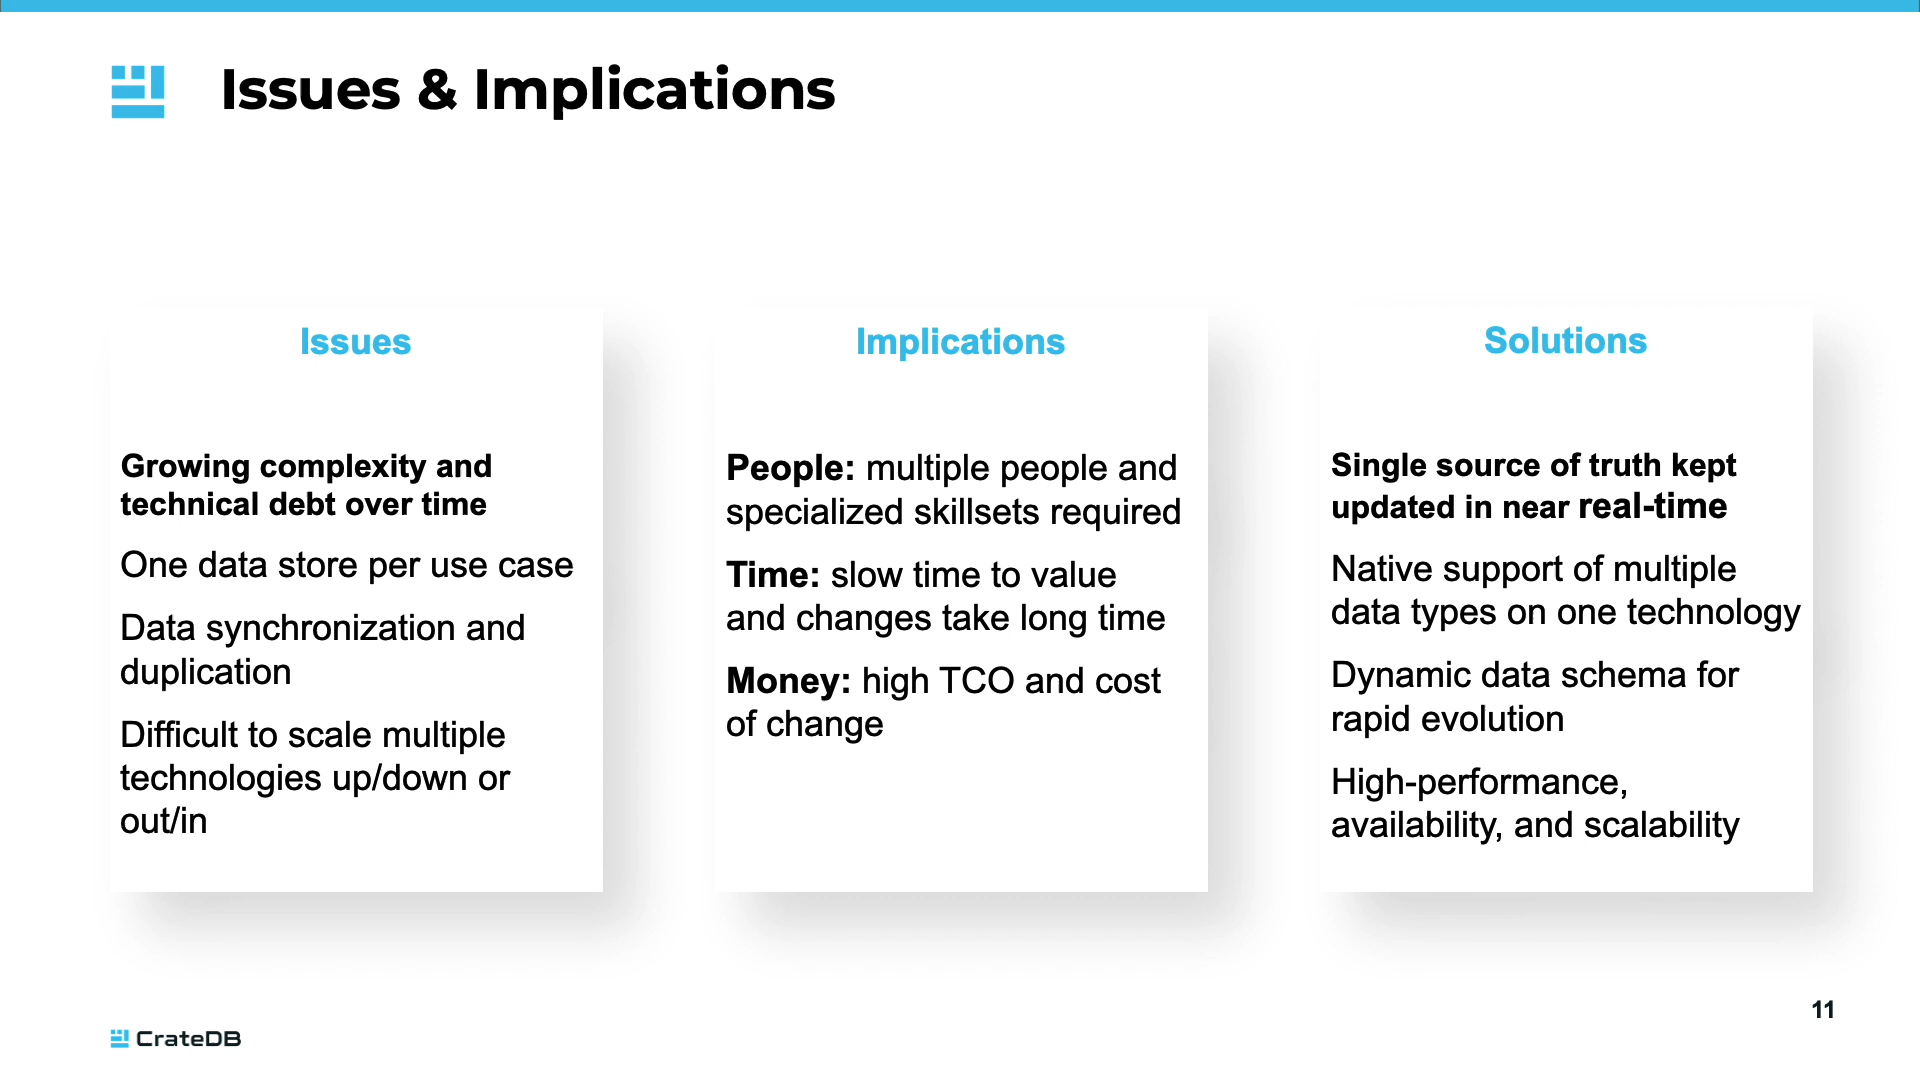 Issues & Implications
Issues
Growing complexity and
technical debt over time
One data store per use case
Data synchronization and
duplication
Difficult to scale multiple
technologies up/down or
out/in
Implications
People: multiple people and
specialized skillsets required
Time: slow time to value
and changes take long time
Money: high TCO and cost
of change
Solutions
Single source of truth kept
updated in near real-time
Native support of multiple
data types on one technology
Dynamic data schema for
rapid evolution
High-performance,
availability, and scalability
11
CrateDB